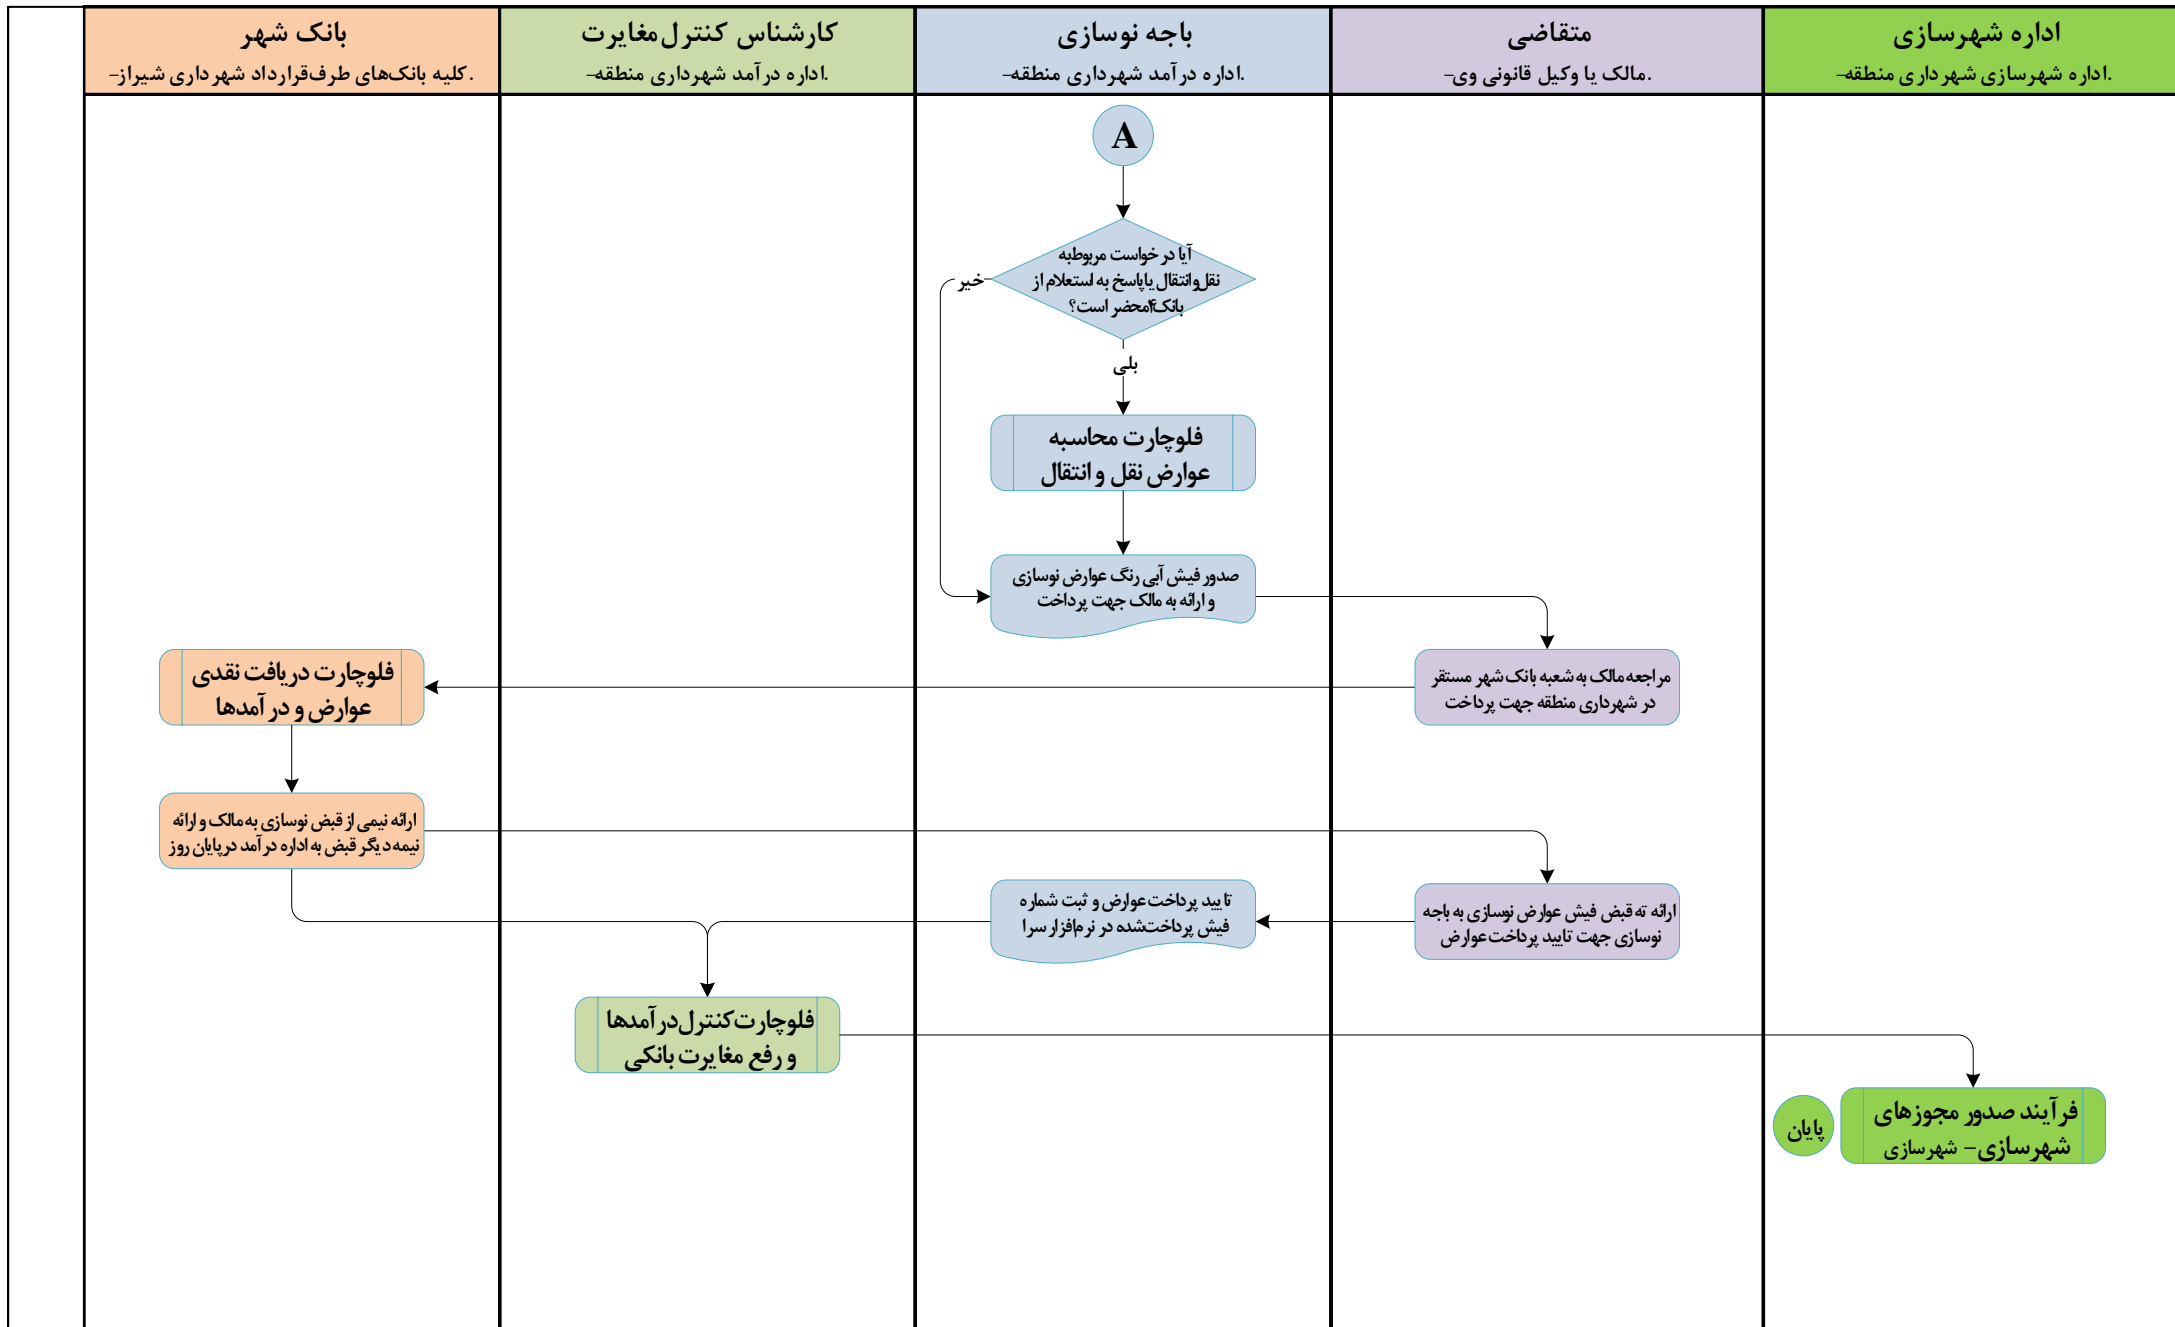 اداره شهرسازی
–اداره شهرسازی شهرداری منطقه.
متقاضی
–مالک یا وکیل قانونی وی.
باجه نوسازی
–اداره درآمد شهرداری منطقه.
کارشناس کنترل مغایرت
–اداره درآمد شهرداری منطقه.
بانک شهر
–کلیه بانک‌های طرف‌قرارداد شهرداری شیراز.
A
آیا درخواست مربوط‌به
نقل‌وانتقال یا‌پاسخ به استعلام از
محضر است؟
خیر
بلی
فلوچارت محاسبه
عوارض نقل و انتقال
صدور فیش آبی رنگ عوارض نوسازی
و ارائه به مالک جهت پرداخت
مراجعه مالک به شعبه بانک شهر مستقر
در شهرداری منطقه جهت پرداخت
فلوچارت دریافت نقدی
عوارض و درآمدها
ارائه نیمی از قبض نوسازی به مالک و ارائه
نیمه دیگر قبض به اداره درآمد درپایان روز
ارائه ته قبض فیش عوارض نوسازی به باجه
نوسازی جهت تایید پرداخت عوارض
تایید پرداخت عوارض و ثبت شماره
فیش پرداخت‌شده در نرم‌افزار سرا
فلوچارت کنترل درآمدها
و رفع مغایرت بانکی
فرآیند صدور مجوزهای
شهرسازی– شهرسازی
پایان